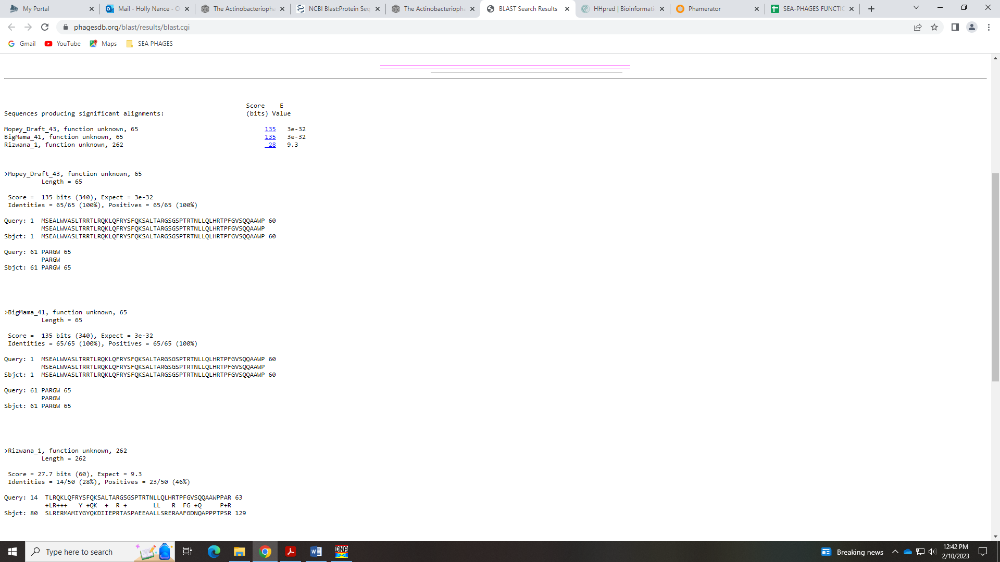 My Portal
Mail - Holly Nance - O
The Actinobacteriopha
NCBI Blast:Protein Seq
The Actinobacteriopha
BLAST Search Results
HHpred | Bioinformati
Phamerator
SEA-PHAGES FUNCTIC
phagesdb.org/blast/results/blast.cgi
Gmail
YouTube
Maps
SEA PHAGES
Score    E
Sequences producing significant alignments:                      (bits) Value
Mopey_Draft_43, function unknown, 65                                  135   3e-32
BigMama_41, function unknown, 65                                      135   3e-32
Rizwana_1, function unknown, 262                                       28   9.3
>Mopey_Draft_43, function unknown, 65
Length = 65
Score =  135 bits (340), Expect = 3e-32
Identities = 65/65 (100%), Positives = 65/65 (100%)
Query: 1  MSEALWVASLTRRTLRQKLQFRYSFQKSALTARGSGSPTRTNLLQLHRTPFGVSQQAAWP 60
MSEALWVASLTRRTLRQKLQFRYSFQKSALTARGSGSPTRTNLLQLHRTPFGVSQQAAWP
Sbjct: 1  MSEALWVASLTRRTLRQKLQFRYSFQKSALTARGSGSPTRTNLLQLHRTPFGVSQQAAWP 60
Query: 61 PARGW 65
PARGW
Sbjct: 61 PARGW 65
>BigMama_41, function unknown, 65
Length = 65
Score =  135 bits (340), Expect = 3e-32
Identities = 65/65 (100%), Positives = 65/65 (100%)
Query: 1  MSEALWVASLTRRTLRQKLQFRYSFQKSALTARGSGSPTRTNLLQLHRTPFGVSQQAAWP 60
MSEALWVASLTRRTLRQKLQFRYSFQKSALTARGSGSPTRTNLLQLHRTPFGVSQQAAWP
Sbjct: 1  MSEALWVASLTRRTLRQKLQFRYSFQKSALTARGSGSPTRTNLLQLHRTPFGVSQQAAWP 60
Query: 61 PARGW 65
PARGW
Sbjct: 61 PARGW 65
>Rizwana_1, function unknown, 262
Length = 262
Score = 27.7 bits (60), Expect = 9.3
Identities = 14/50 (28%), Positives = 23/50 (46%)
Query: 14  TLRQKLQFRYSFQKSALTARGSGSPTRTNLLQLHRTPFGVSQQAAWPPAR 63
+LR+++   Y +QK  +  R +       LL   R  FG +Q     P+R
Sbjct: 80  SLRERMAMIYGYQKDIIEPRTASPAEEAALLSRERAAFGDNQAPPPTPSR 129
Type here to search
DNA
Breaking news
12:42 PM
2/10/2023